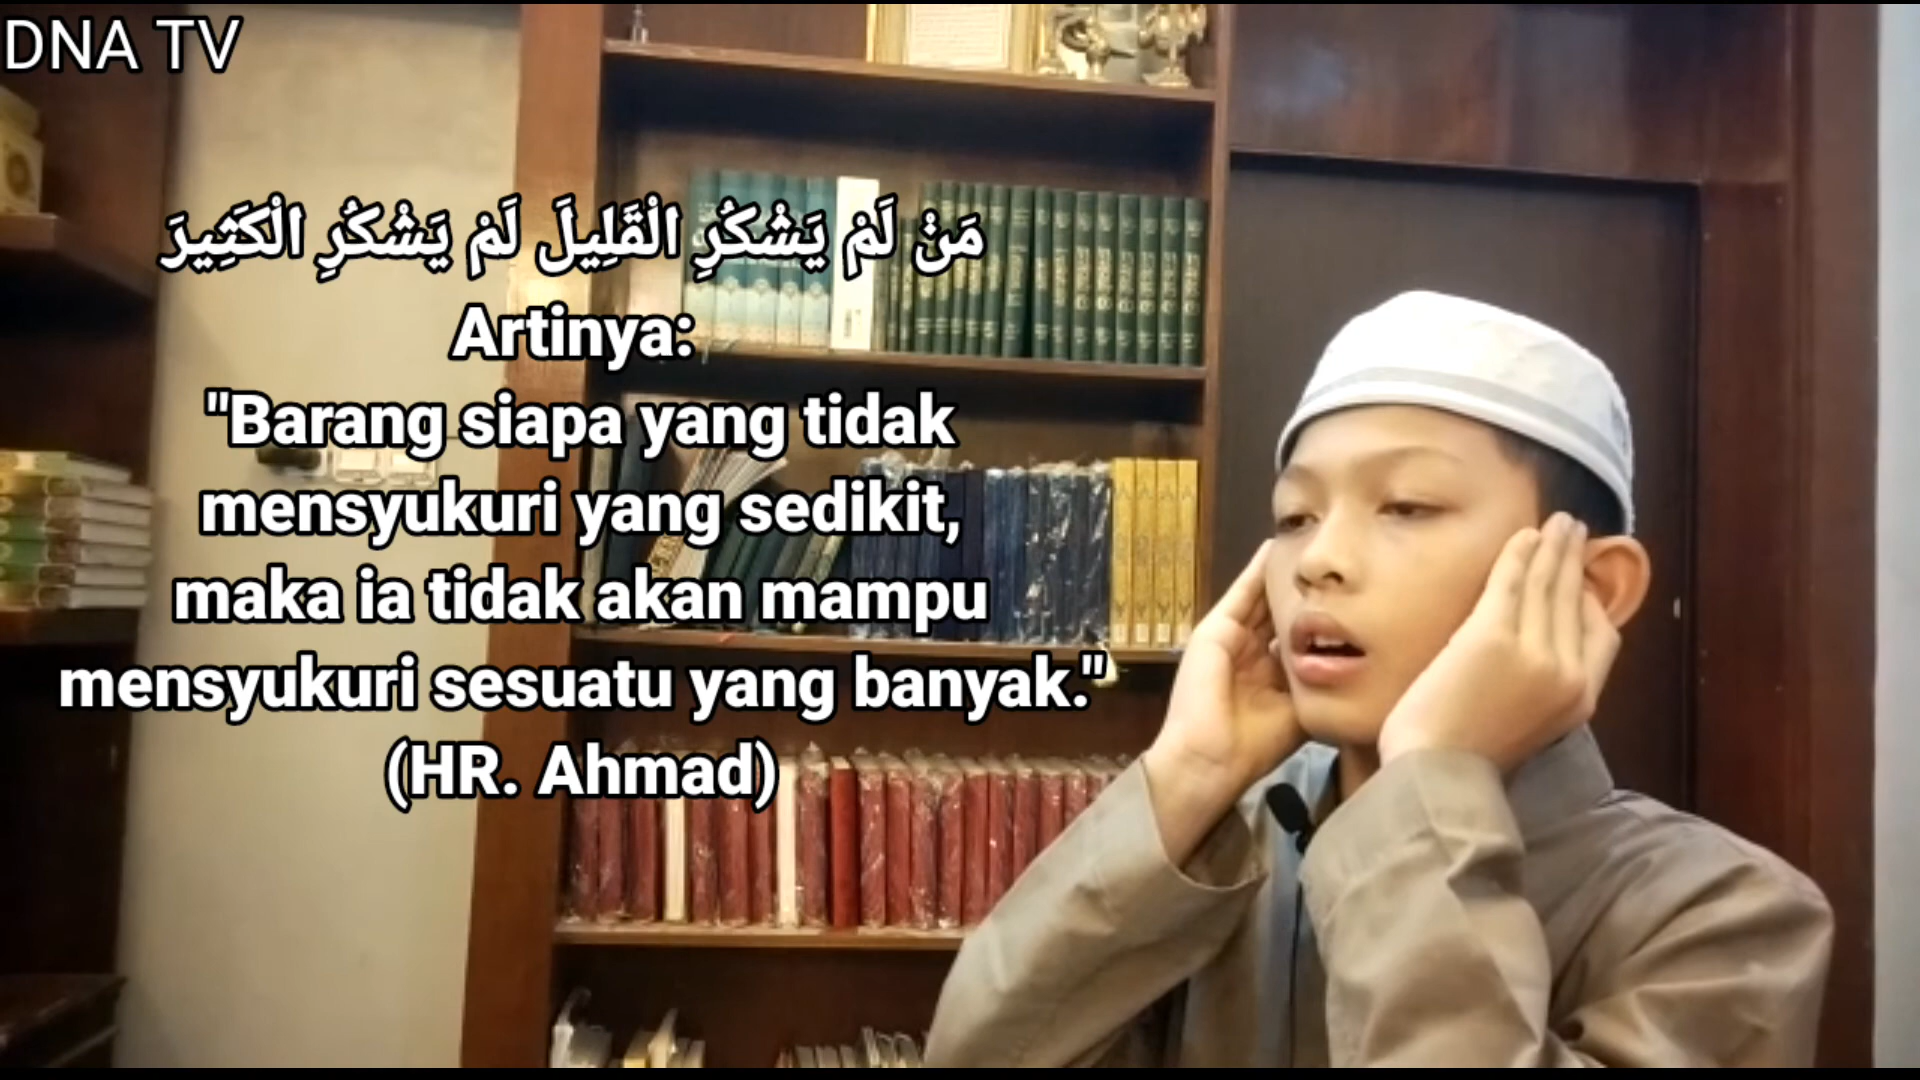 DNA TV
مَنْ لَمْ يَشْكُرِ الْقَلِيلَ لَمْ يَشْكُرِ الْكَثِيرَ
Artinya:
"Barang siapa yang tidak
mensyukuri yang sedikit,
maka ia tidak akan mampu
mensyukuri sesuatu yang banyak."
(HR. Ahmad)